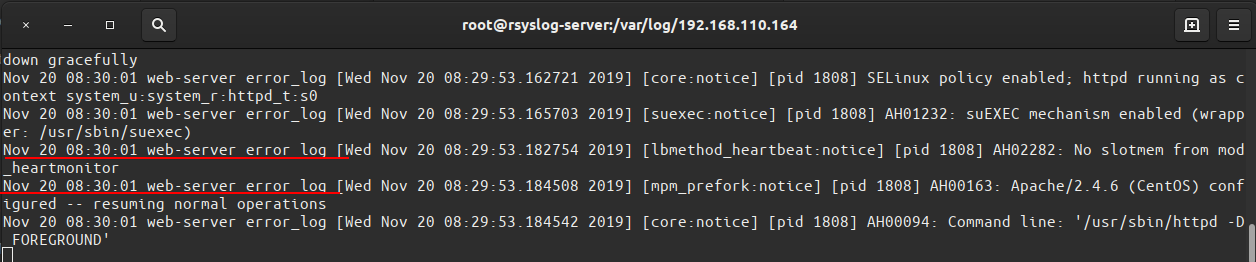 root@rsyslog-server:/var/log/192.168.110.164
down gracefully
Nov 20 08:30:01 web-server error_log [Wed Nov 20 08:29:53.162721 2019] [core:notice] [pid 1808] SELinux policy enabled; httpd running as c
ontext system_u:system_r:httpd_t:s0
Nov 20 08:30:01 web-server error_log [Wed Nov 20 08:29:53.165703 2019] [suexec:notice] [pid 1808] AH01232: suEXEC mechanism enabled (wrapp
er: /usr/sbin/suexec)
Nov 20 08:30:01 web-server error_log [Wed Nov 20 08:29:53.182754 2019] [lbmethod_heartbeat:notice] [pid 1808] AH02282: No slotmem from mod
_heartmonitor
Nov 20 08:30:01 web-server error_log [Wed Nov 20 08:29:53.184508 2019] [mpm_prefork:notice] [pid 1808] AH00163: Apache/2.4.6 (CentOS) conf
igured -- resuming normal operations
Nov 20 08:30:01 web-server error_log [Wed Nov 20 08:29:53.184542 2019] [core:notice] [pid 1808] AH00094: Command line: '/usr/sbin/httpd -D
 FOREGROUND'